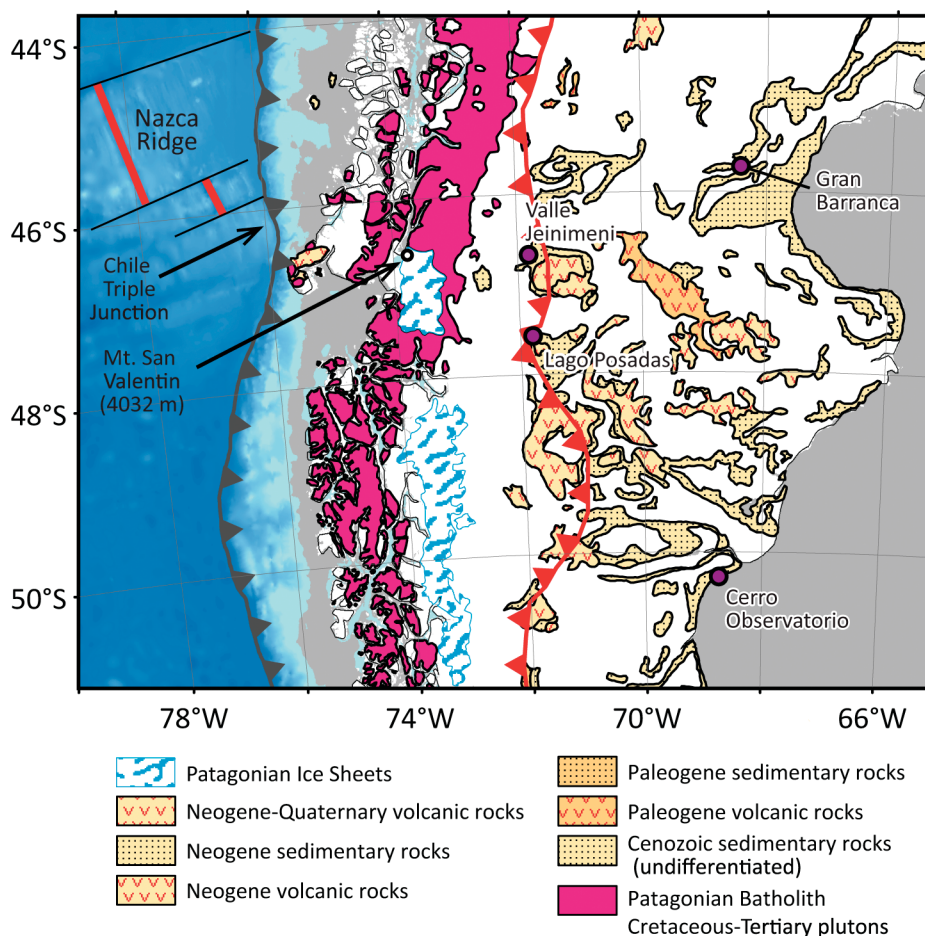 44°S
46°S
48°S
50°S
Nazca
Ridge
Chile
Triple
Junction
Mt. San
Valentin
(4032 m)
Valle
Jeinimeni
Lago Posadas
Gran
Barranca
Cerro
Observatorio
78°W
74°W
70°W
66°W
Patagonian Ice Sheets
Neogene-Quaternary volcanic rocks
Neogene sedimentary rocks
Neogene volcanic rocks
Paleogene sedimentary rocks
Paleogene volcanic rocks
Cenozoic sedimentary rocks
(undifferentiated)
Patagonian Batholith
Cretaceous-Tertiary plutons